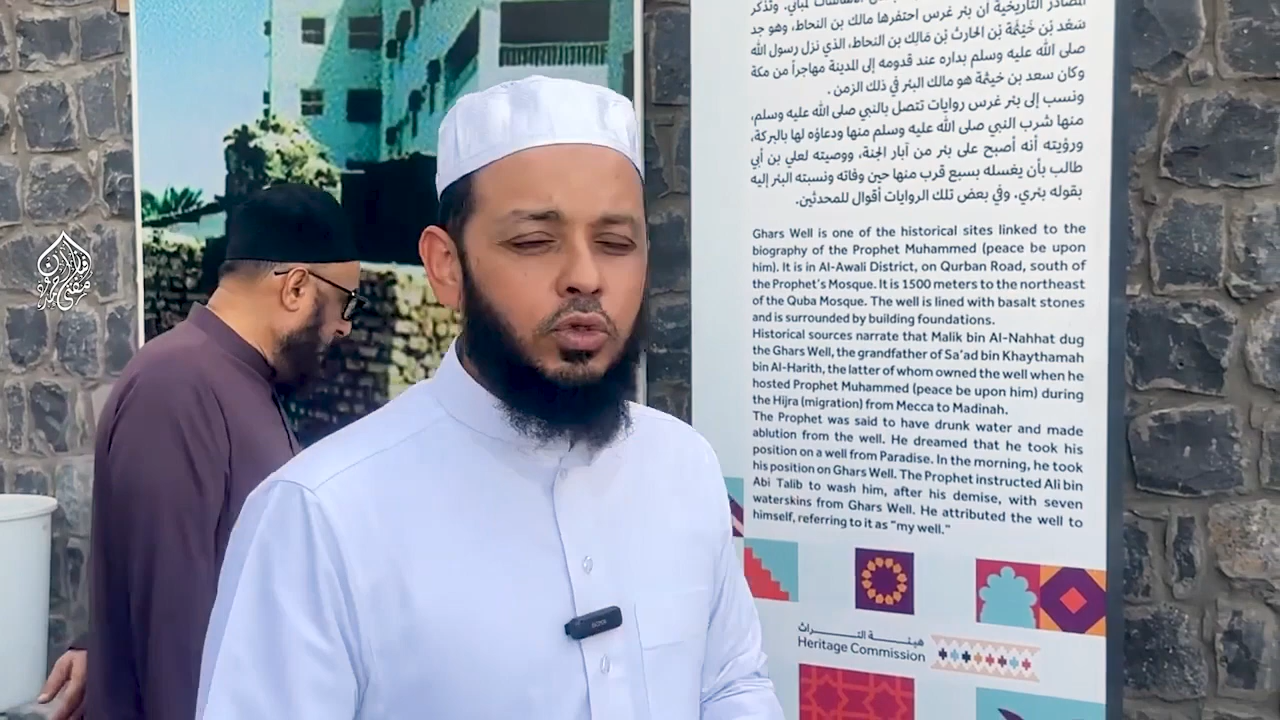 المصادر التاريخية أن بئر غرس احتفرها مالك بن النحاط، وهو جد
سَعْد بْن خَيْثَمَة بْن الحارث بْن مَالِك بن النحاط، الذي نزل رسول الله
صلى الله عليه وسلم بداره عند قدومه إلى المدينة مهاجراً من مكة
وكان سعد بن خيثمة هو مالك البئر في ذلك الزمن .
ونسب إلى بئر غرس روايات تتصل بالنبي صلى الله عليه وسلم،
منها شرب النبي صلى الله عليه وسلم منها ودعاؤه لها بالبركة،
ورؤيته أنه أصبح على بئر من آبار الجنة، ووصيته لعلي بن أبي
طالب بأن يغسله بسبع قرب منها حين وفاته ونسبته البئر إليه
بقوله بئري. وفي بعض تلك الروايات أقوال للمحدثين.
Ghars Well is one of the historical sites linked to the
biography of the Prophet Muhammed (peace be upon
him). It is in Al-Awali District, on Qurban Road, south of
the Prophet's Mosque. It is 1500 meters to the northeast
of the Quba Mosque. The well is lined with basalt stones
and is surrounded by building foundations.
Historical sources narrate that Malik bin Al-Nahhat dug
the Ghars Well, the grandfather of Sa'ad bin Khaythamah
bin Al-Harith, the latter of whom owned the well when he
hosted Prophet Muhammed (peace be upon him) during
the Hijra (migration) from Mecca to Madinah.
The Prophet was said to have drunk water and made
ablution from the well. He dreamed that he took his
position on a well from Paradise. In the morning, he took
his position on Ghars Well. The Prophet instructed Ali bin
Abi Talib to wash him, after his demise, with seven
waterskins from Ghars Well. He attributed the well to
himself, referring to it as "my well."
هيئة التراث
Heritage Commission